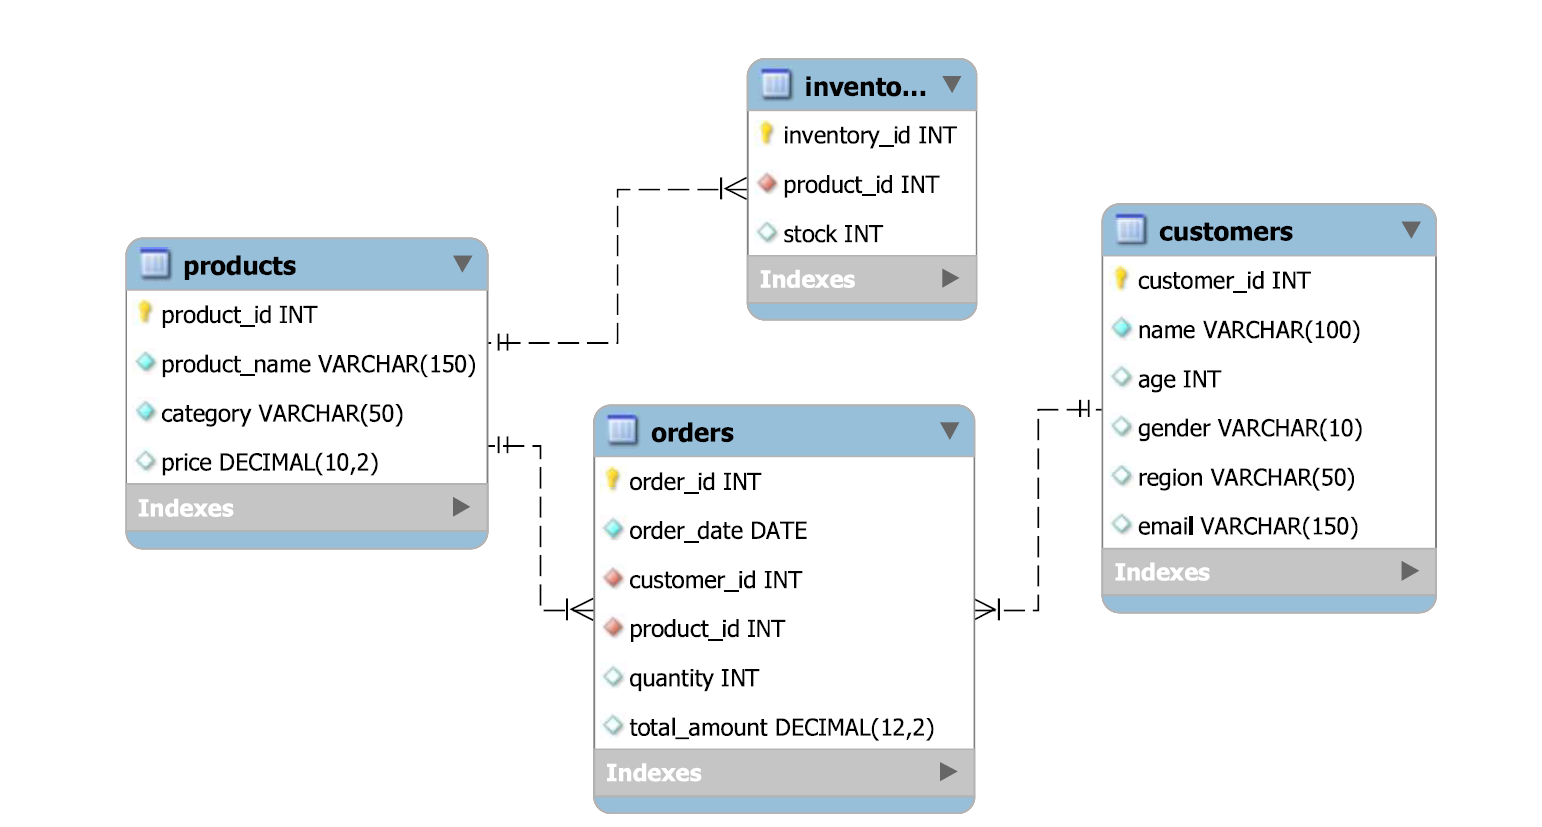 invento...
inventory_id INT
product_id INT
stock INT
Indexes
products
product_id INT
product_name VARCHAR(150)
category VARCHAR(50)
price DECIMAL(10,2)
Indexes
orders
order_id INT
order_date DATE
customer_id INT
product_id INT
quantity INT
total_amount DECIMAL(12,2)
Indexes
customers
customer_id INT
name VARCHAR(100)
age INT
gender VARCHAR(10)
region VARCHAR(50)
email VARCHAR(150)
Indexes